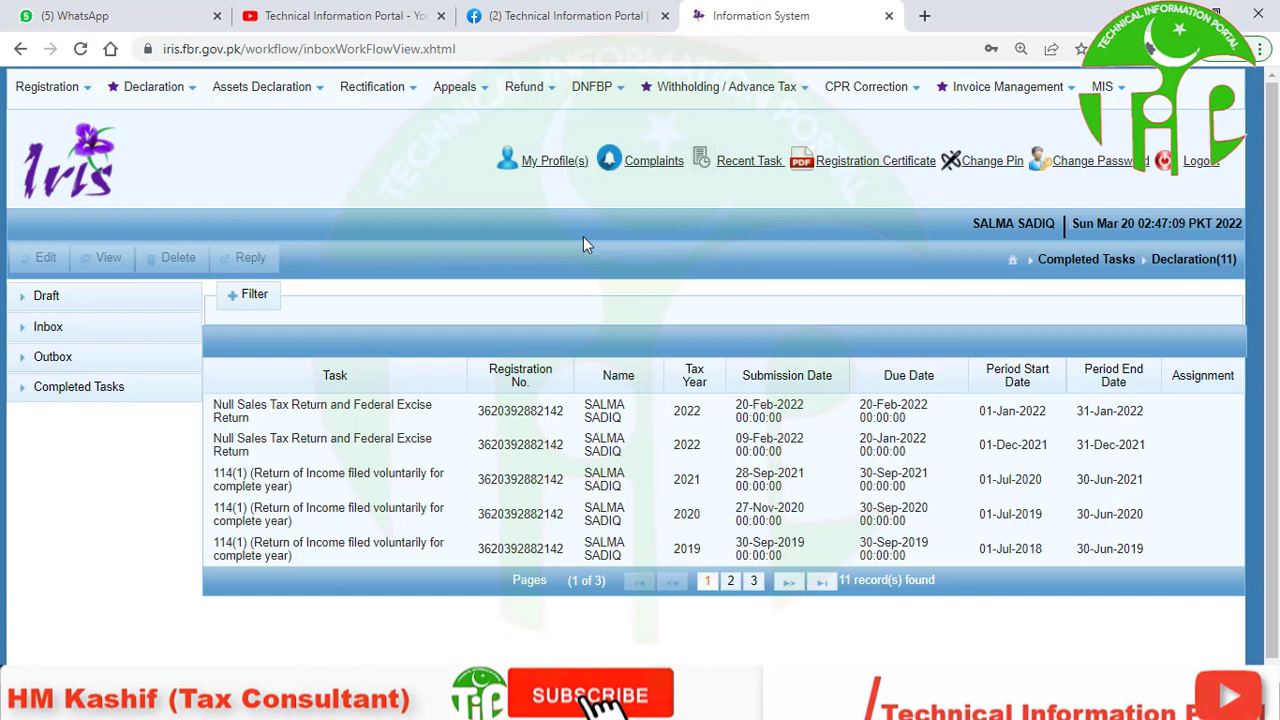 (5) WhatsApp
Technical Information Portal - Yo
(2) Technical Information Portal |
Information System
iris.fbr.gov.pk/workflow/inboxWorkFlowView.xhtml
TECHNICAL INFORMATION PORTAL
Registration
Declaration
Assets Declaration
Rectification
Appeals
Refund
DNFBP
Withholding / Advance Tax
CPR Correction
Invoice Management
MIS
Iris
My Profile(s)
Complaints
Recent Task
PDF
Registration Certificate
Change Pin
Change Passw
Logout
SALMA SADIQ
Sun Mar 20 02:47:09 PKT 2022
Edit
View
Delete
Reply
Completed Tasks
Declaration(11)
Draft
Inbox
Outbox
Completed Tasks
Filter
Task
Registration
No.
Name
Tax
Year
Submission Date
Due Date
Period Start
Date
Period End
Date
Assignment
Null Sales Tax Return and Federal Excise
Return
3620392882142
SALMA
SADIQ
2022
20-Feb-2022
00:00:00
20-Feb-2022
00:00:00
01-Jan-2022
31-Jan-2022
Null Sales Tax Return and Federal Excise
Return
3620392882142
SALMA
SADIQ
2022
09-Feb-2022
00:00:00
20-Jan-2022
00:00:00
01-Dec-2021
31-Dec-2021
114(1) (Return of Income filed voluntarily for
complete year)
3620392882142
SALMA
SADIQ
2021
28-Sep-2021
00:00:00
30-Sep-2021
00:00:00
01-Jul-2020
30-Jun-2021
114(1) (Return of Income filed voluntarily for
complete year)
3620392882142
SALMA
SADIQ
2020
27-Nov-2020
00:00:00
30-Sep-2020
00:00:00
01-Jul-2019
30-Jun-2020
114(1) (Return of Income filed voluntarily for
complete year)
3620392882142
SALMA
SADIQ
2019
30-Sep-2019
00:00:00
30-Sep-2019
00:00:00
01-Jul-2018
30-Jun-2019
Pages
(1 of 3)
1
2
3
11 record(s) found
HM Kashif (Tax Consultant)
SUBSCRIBE
Technical Information P